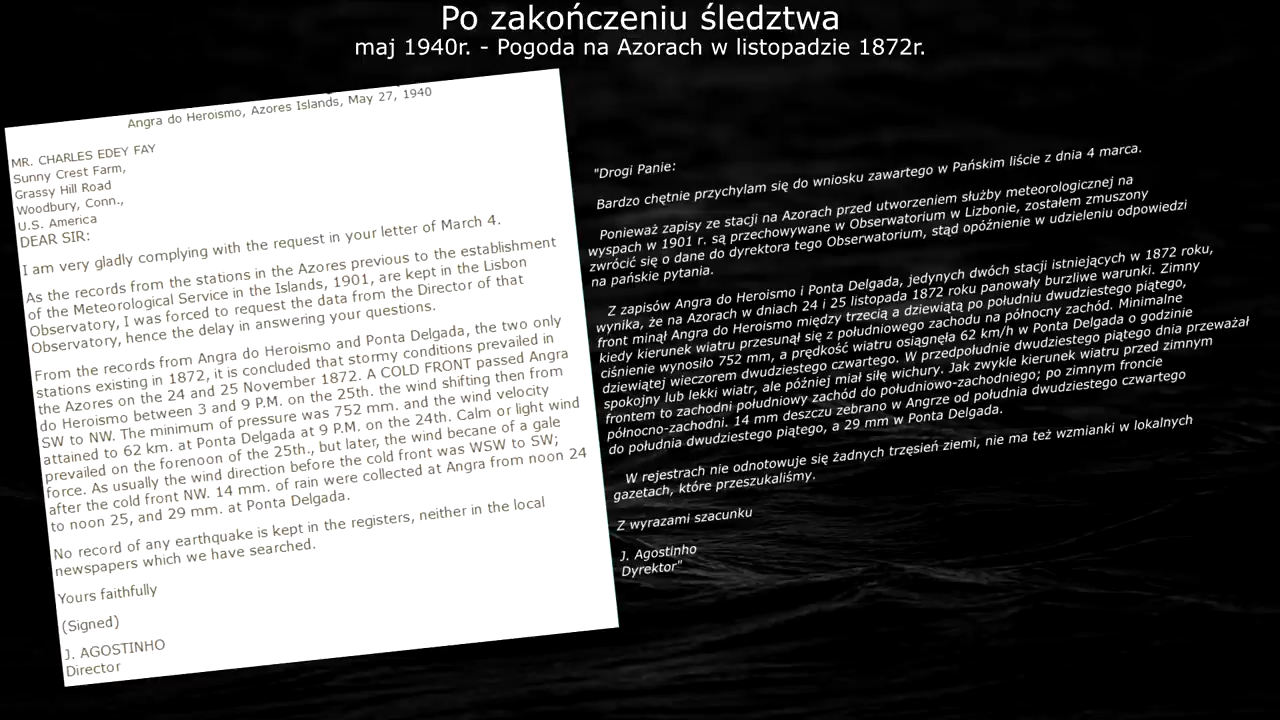 Po zakończeniu śledztwa
maj 1940r. - Pogoda na Azorach w listopadzie 1872r.
Angra do Heroismo, Azores Islands, May 27, 1940
MR. CHARLES EDEY FAY
Sunny Crest Farm,
Grassy Hill Road
Woodbury, Conn.,
U.S. America
DEAR SIR:
I am very gladly complying with the request in your letter of March 4.
As the records from the stations in the Azores previous to the establishment
of the Meteorological Service in the Islands, 1901, are kept in the Lisbon
Observatory, I was forced to request the data from the Director of that
Observatory, hence the delay in answering your questions.
From the records from Angra do Heroismo and Ponta Delgada, the two only
stations existing in 1872, it is concluded that stormy conditions prevailed in
the Azores on the 24 and 25 November 1872. A COLD FRONT passed Angra
do Heroismo between 3 and 9 P.M. on the 25th. the wind shifting then from
SW to NW. The minimum of pressure was 752 mm. and the wind velocity
attained to 62 km. at Ponta Delgada at 9 P.M. on the 24th. Calm or light wind
prevailed on the forenoon of the 25th., but later, the wind becane of a gale
force. As usually the wind direction before the cold front was WSW to SW;
after the cold front NW. 14 mm. of rain were collected at Angra from noon 24
to noon 25, and 29 mm. at Ponta Delgada.
No record of any earthquake is kept in the registers, neither in the local
newspapers which we have searched.
Yours faithfully
(Signed)
J. AGOSTINHO
Director
"Drogi Panie:
Bardzo chętnie przychylam się do wniosku zawartego w Pańskim liście z dnia 4 marca.
Ponieważ zapisy ze stacji na Azorach przed utworzeniem służby meteorologicznej na
wyspach w 1901 r. są przechowywane w Obserwatorium w Lizbonie, zostałem zmuszony
zwrócić się o dane do dyrektora tego Obserwatorium, stąd opóźnienie w udzieleniu odpowiedzi
na pańskie pytania.
Z zapisów Angra do Heroismo i Ponta Delgada, jedynych dwóch stacji istniejących w 1872 roku,
wynika, że na Azorach w dniach 24 i 25 listopada 1872 roku panowały burzliwe warunki. Zimny
front minął Angra do Heroismo między trzecią a dziewiątą po południu dwudziestego piątego,
kiedy kierunek wiatru przesunął się z południowego zachodu na północny zachód. Minimalne
ciśnienie wynosiło 752 mm, a prędkość wiatru osiągnęła 62 km/h w Ponta Delgada o godzinie
dziewiątej wieczorem dwudziestego czwartego. W przedpołudnie dwudziestego piątego dnia przeważał
spokojny lub lekki wiatr, ale później miał siłę wichury. Jak zwykle kierunek wiatru przed zimnym
frontem to zachodni południowy zachód do południowo-zachodniego; po zimnym froncie
północno-zachodni. 14 mm deszczu zebrano w Angrze od południa dwudziestego czwartego
do południa dwudziestego piątego, a 29 mm w Ponta Delgada.
W rejestrach nie odnotowuje się żadnych trzęsień ziemi, nie ma też wzmianki w lokalnych
gazetach, które przeszukaliśmy.
Z wyrazami szacunku
J. Agostinho
Dyrektor"